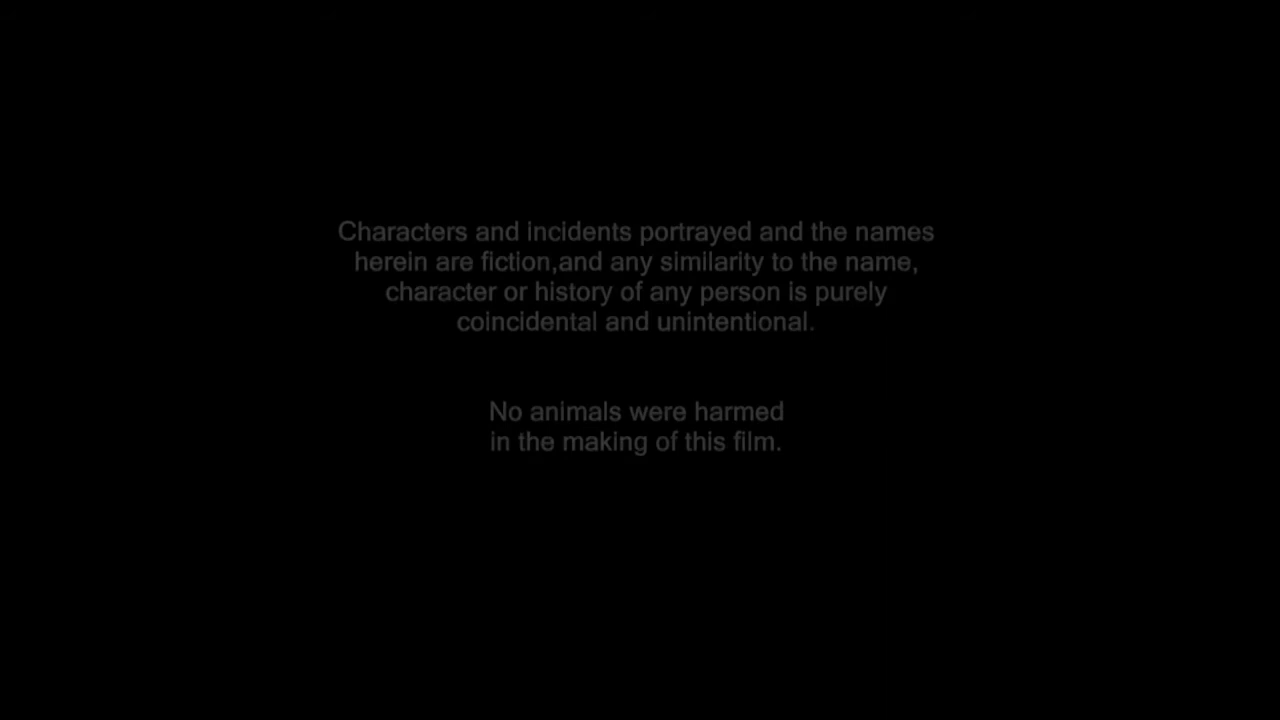 Characters and incidents portrayed and the names
herein are fiction,and any similarity to the name,
character or history of any person is purely
coincidental and unintentional.
No animals were harmed
in the making of this film.